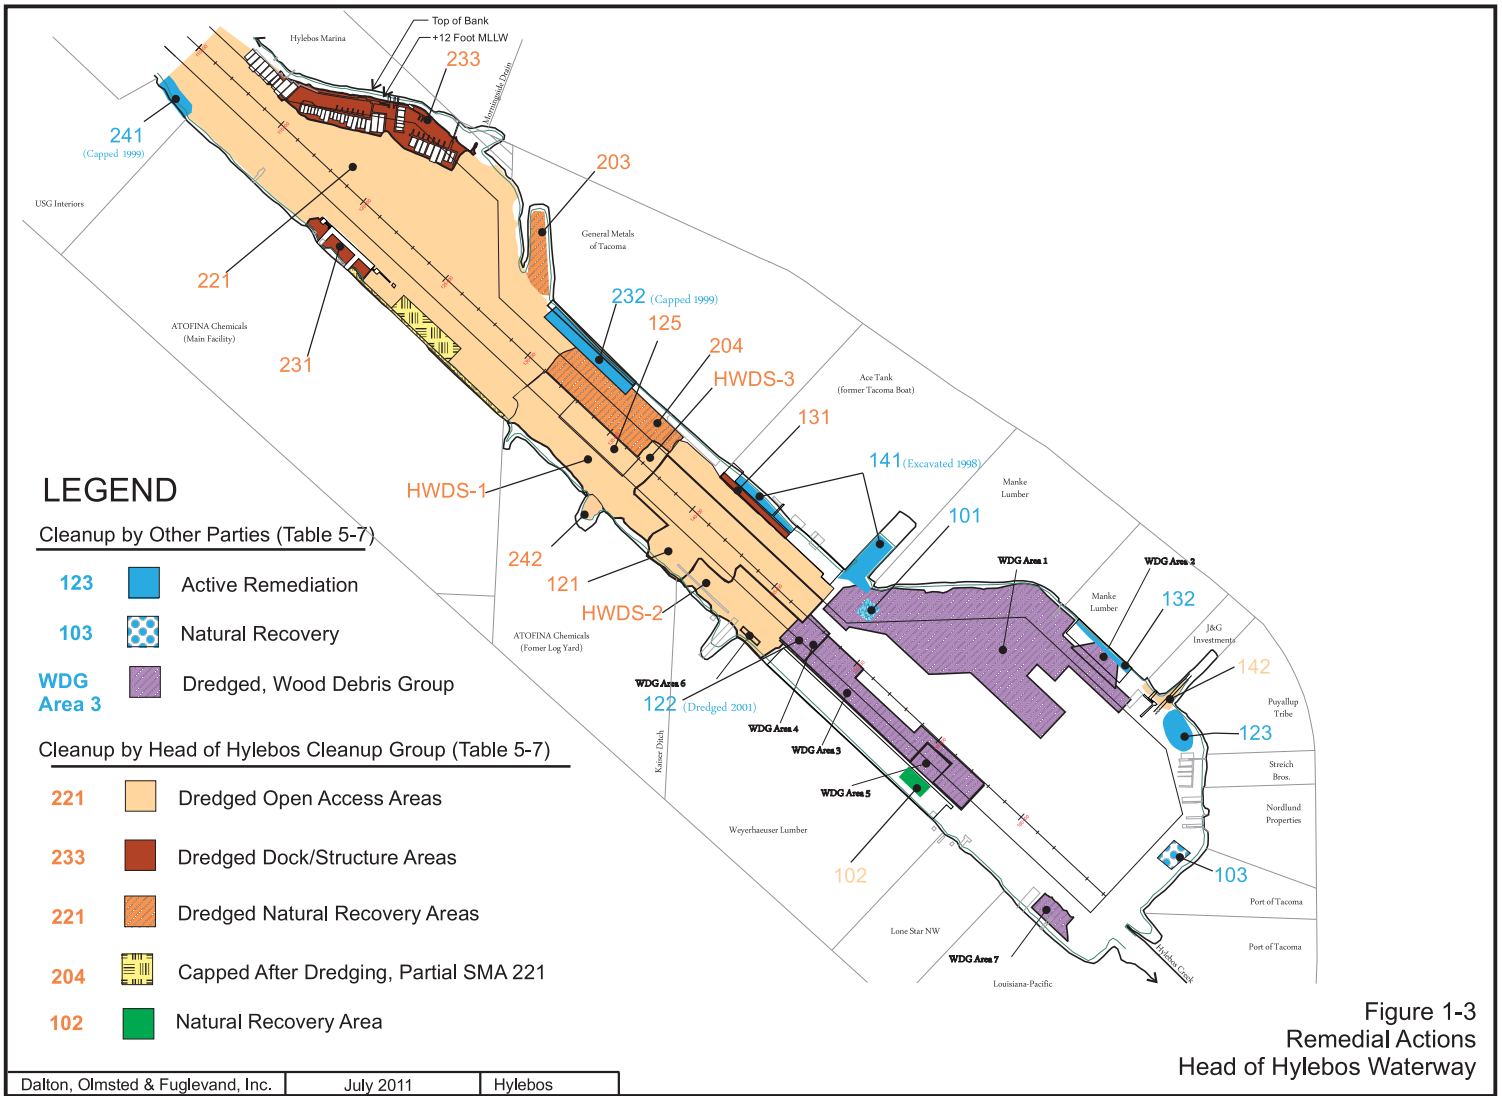 Top of Bank
Hylebos Marina
+12 Foot MLLW
233
Morningside Drain
241
(Capped 1999)
203
USG Interiors
General Metals
of Tacoma
221
232 (Capped 1999)
125
ATOFINA Chemicals
(Main Facility)
204
231
HWDS-3
Ace Tank
(former Tacoma Boat)
131
141 (Excavated 1998)
HWDS-1
Manke
Lumber
101
242
121
WDG Area 1
WDG Area 2
HWDS-2
Manke
Lumber
132
ATOFINA Chemicals
(Fomer Log Yard)
J&G
Investments
142
WDG Area 6
122 (Dredged 2001)
Puyallup
Tribe
WDG Area 4
123
Kaiser Ditch
WDG Area 3
Streich
Bros.
WDG Area 5
Nordlund
Properties
Weyerhaeuser Lumber
102
103
Port of Tacoma
Lone Star NW
Port of Tacoma
WDG Area 7
Hylebos Creek
Louisiana-Pacific
LEGEND
Cleanup by Other Parties (Table 5-7)
123 Active Remediation
103 Natural Recovery
WDG
Area 3 Dredged, Wood Debris Group
Cleanup by Head of Hylebos Cleanup Group (Table 5-7)
221 Dredged Open Access Areas
233 Dredged Dock/Structure Areas
221 Dredged Natural Recovery Areas
204 Capped After Dredging, Partial SMA 221
102 Natural Recovery Area
Figure 1-3
Remedial Actions
Head of Hylebos Waterway
Dalton, Olmsted & Fuglevand, Inc. July 2011 Hylebos